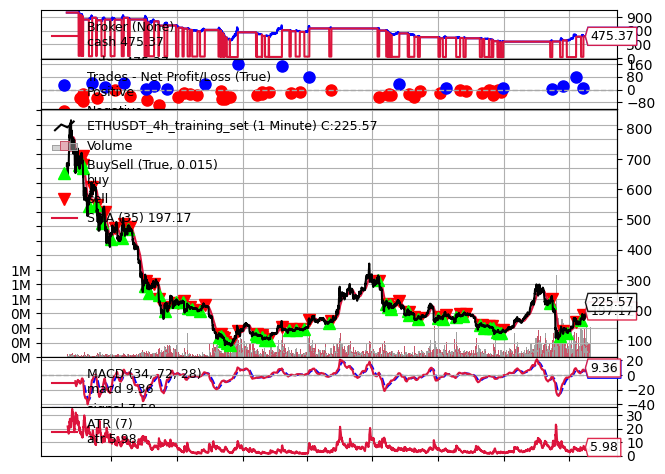 Broker (None)
cash 475.37
900
475.37
0
Trades - Net Profit/Loss (True)
Positive
160
80
0
−80
ETHUSDT_4h_training_set (1 Minute) C:225.57
Volume
BuySell (True, 0.015)
buy
sell
SMA (35) 197.17
800
700
600
500
400
300
225.57
197.17
100
1M
1M
1M
0M
0M
0M
0M
MACD (34, 72, 28)
macd 9.36
20
9.36
−20
−40
ATR (7)
atr 5.98
30
20
10
5.98
0